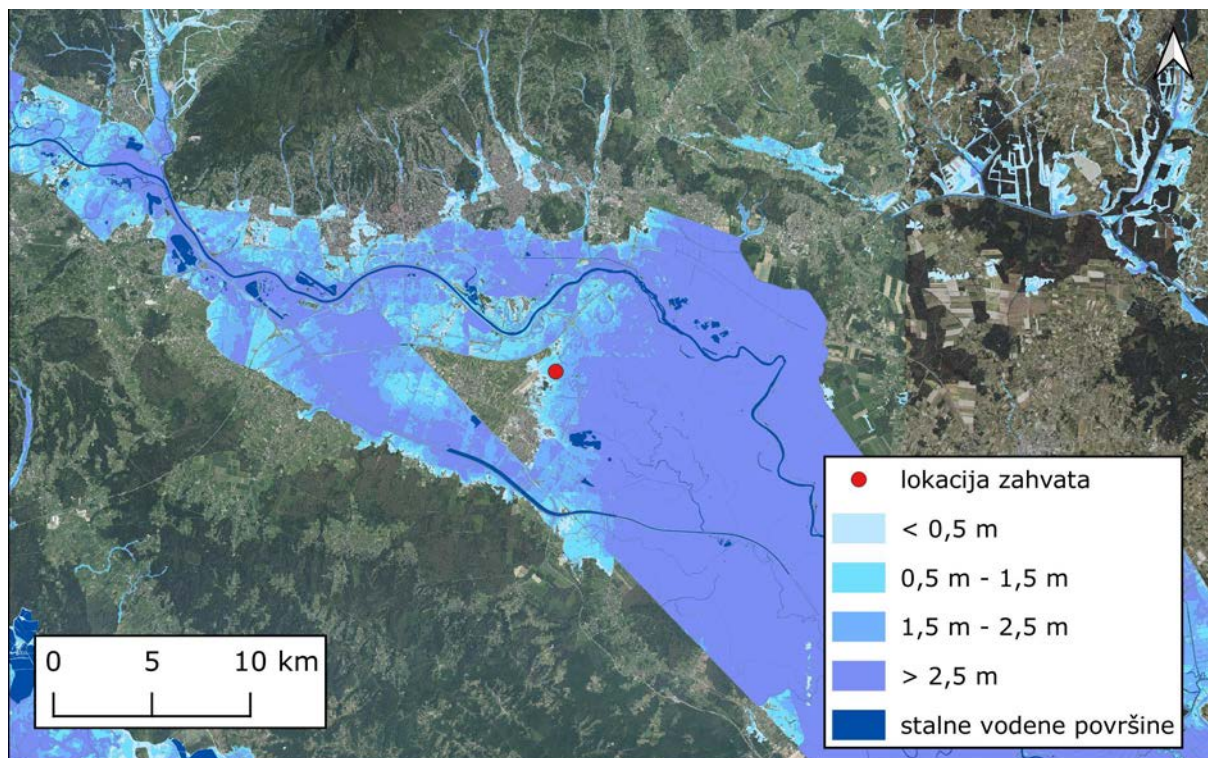 lokacija zahvata
< 0,5 m
0,5 m - 1,5 m
1,5 m - 2,5 m
> 2,5 m
stalne vodene površine
0 5 10 km